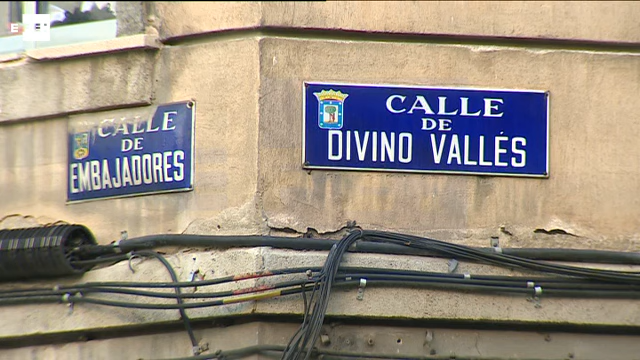 CALLE
DE
EMBAJADORES
CALLE
DE
DIVINO VALLÉS